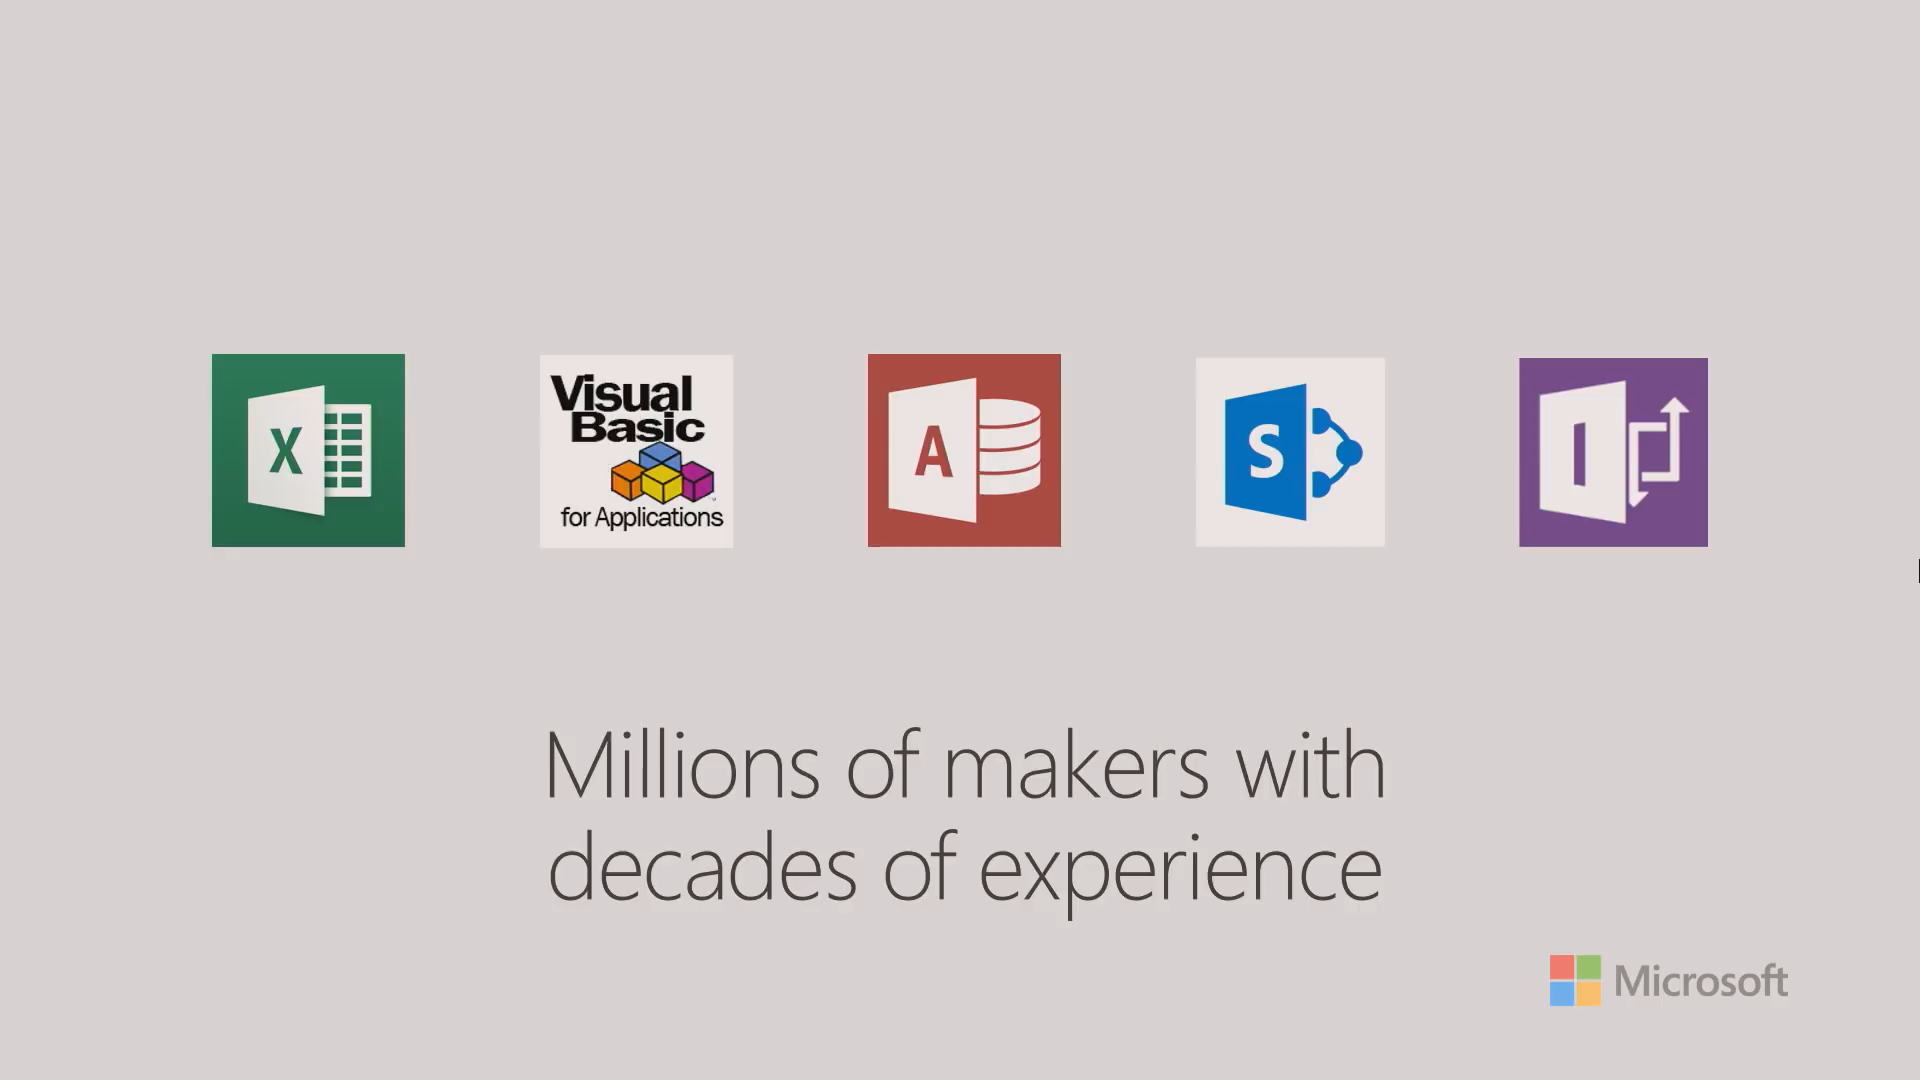 X
Visual
Basic
for Applications
A
S
I
Millions of makers with
decades of experience
Microsoft